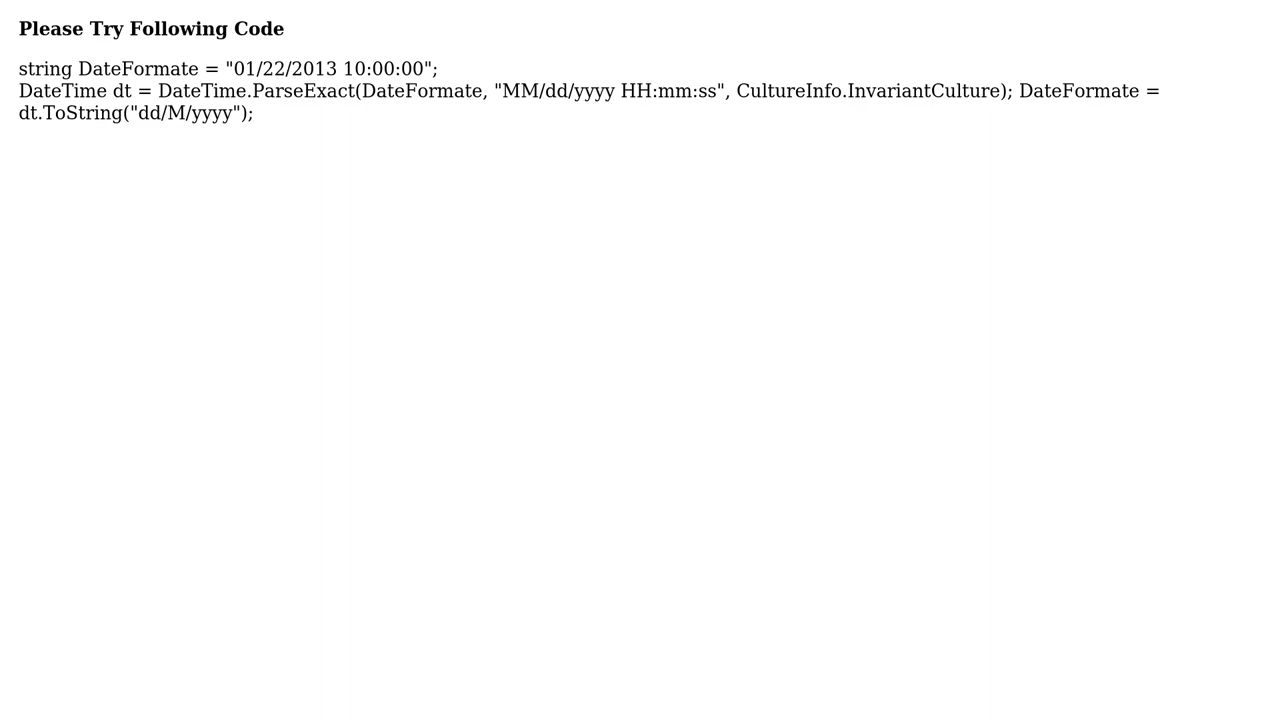 Please Try Following Code
string DateFormate = "01/22/2013 10:00:00";
DateTime dt = DateTime.ParseExact(DateFormate, "MM/dd/yyyy HH:mm:ss", CultureInfo.InvariantCulture); DateFormate =
dt.ToString("dd/M/yyyy");